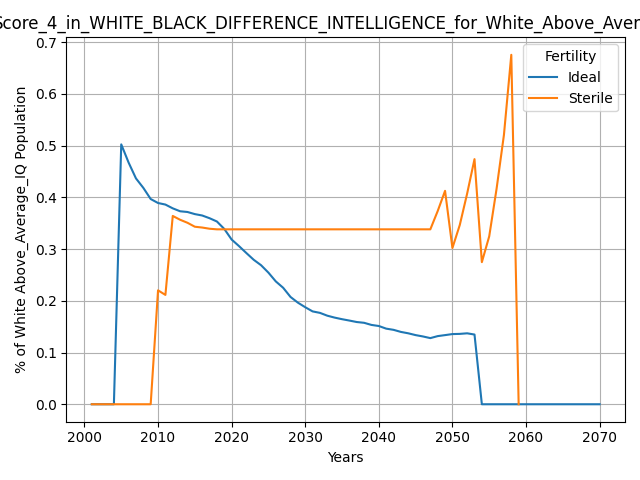 Score_4_in_WHITE_BLACK_DIFFERENCE_INTELLIGENCE_for_White_Above_Aver
% of White Above_Average_IQ Population
0.7
0.6
0.5
0.4
0.3
0.2
0.1
0.0
Fertility
Ideal
Sterile
2000 2010 2020 2030 2040 2050 2060 2070
Years